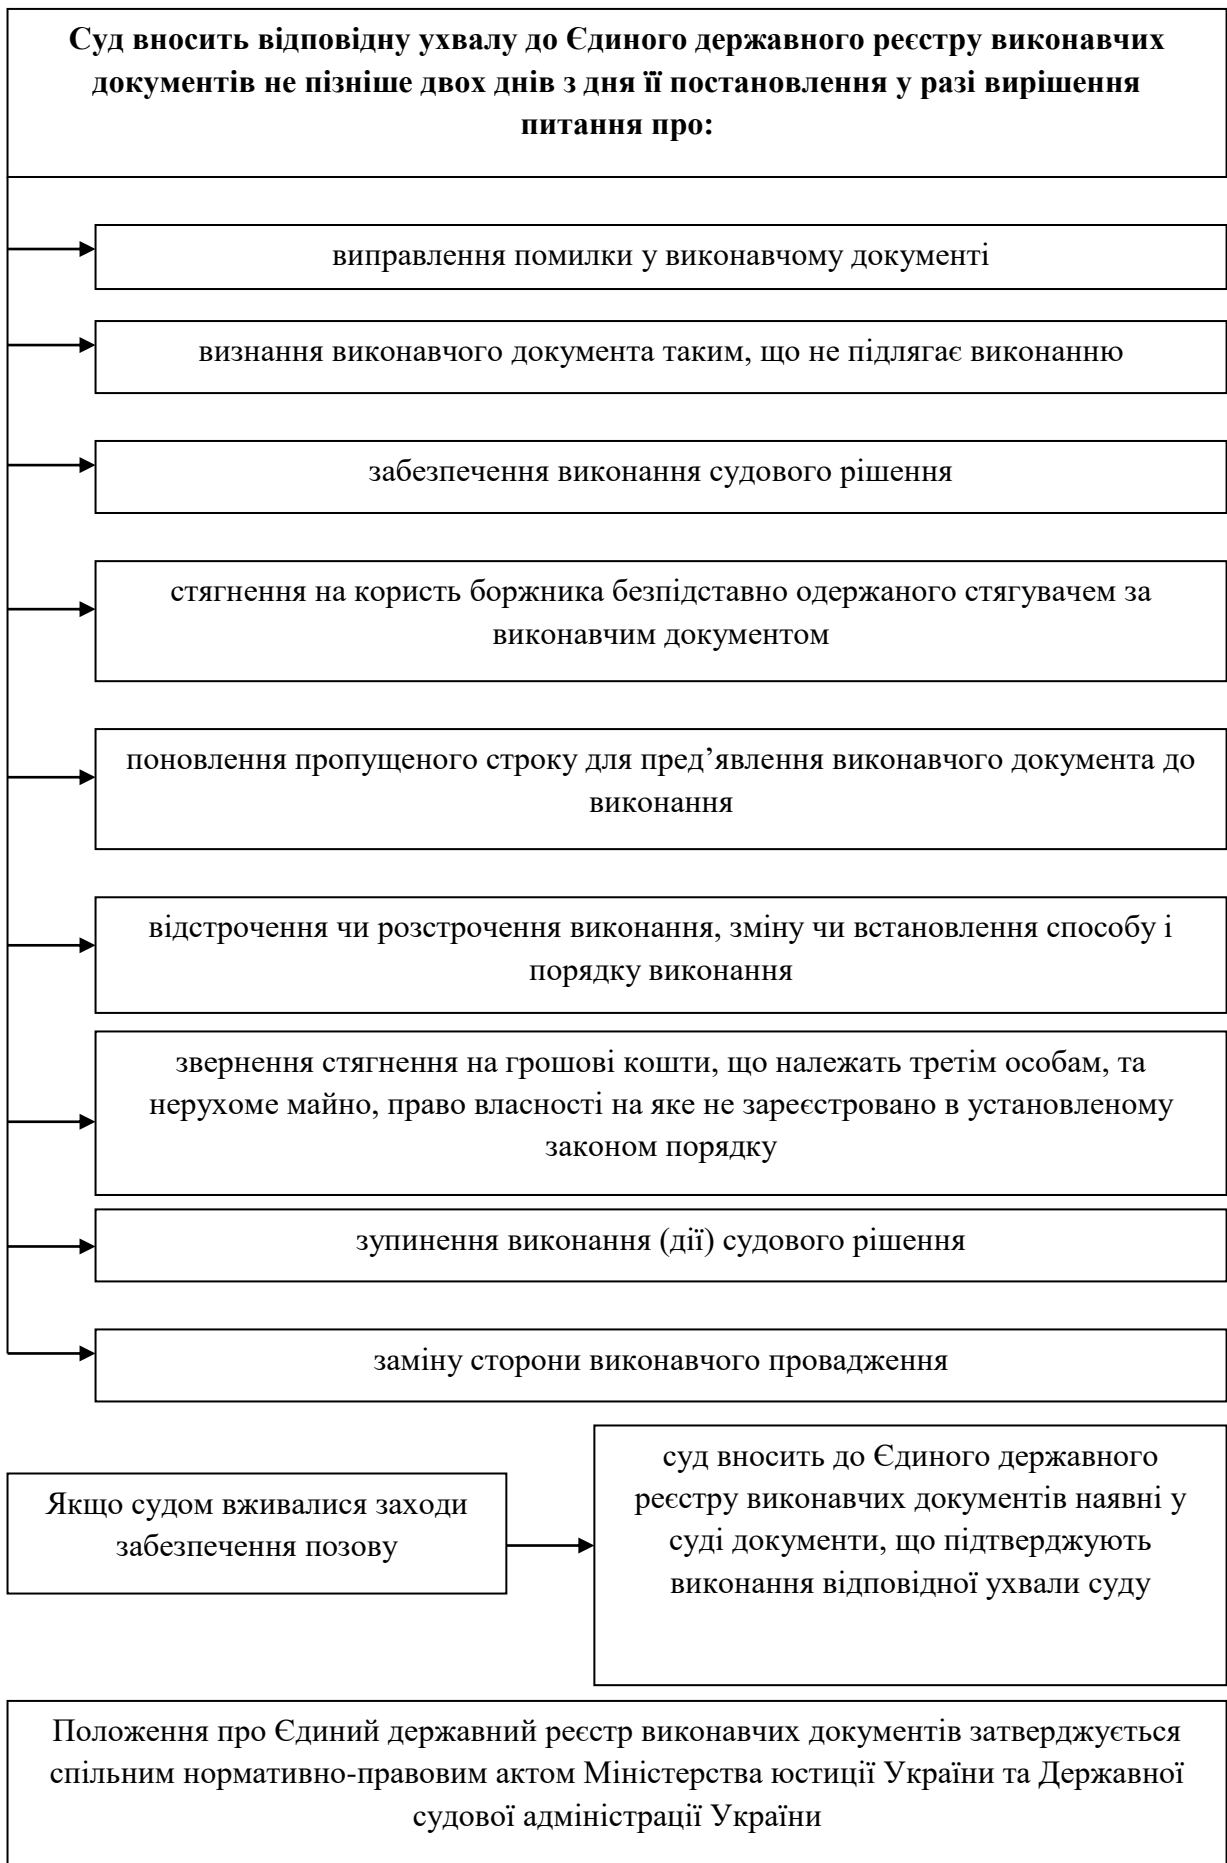 Суд вносить відповідну ухвалу до Єдиного державного реєстру виконавчих
документів не пізніше двох днів з дня її постановлення у разі вирішення
питання про:
виправлення помилки у виконавчому документі
визнання виконавчого документа таким, що не підлягає виконанню
забезпечення виконання судового рішення
стягнення на користь боржника безпідставно одержаного стягувачем за
виконавчим документом
поновлення пропущеного строку для пред’явлення виконавчого документа до
виконання
відстрочення чи розстрочення виконання, зміну чи встановлення способу і
порядку виконання
звернення стягнення на грошові кошти, що належать третім особам, та
нерухоме майно, право власності на яке не зареєстровано в установленому
законом порядку
зупинення виконання (дії) судового рішення
заміну сторони виконавчого провадження
Якщо судом вживалися заходи
забезпечення позову
суд вносить до Єдиного державного
реєстру виконавчих документів наявні у
суді документи, що підтверджують
виконання відповідної ухвали суду
Положення про Єдиний державний реєстр виконавчих документів затверджується
спільним нормативно-правовим актом Міністерства юстиції України та Державної
судової адміністрації України